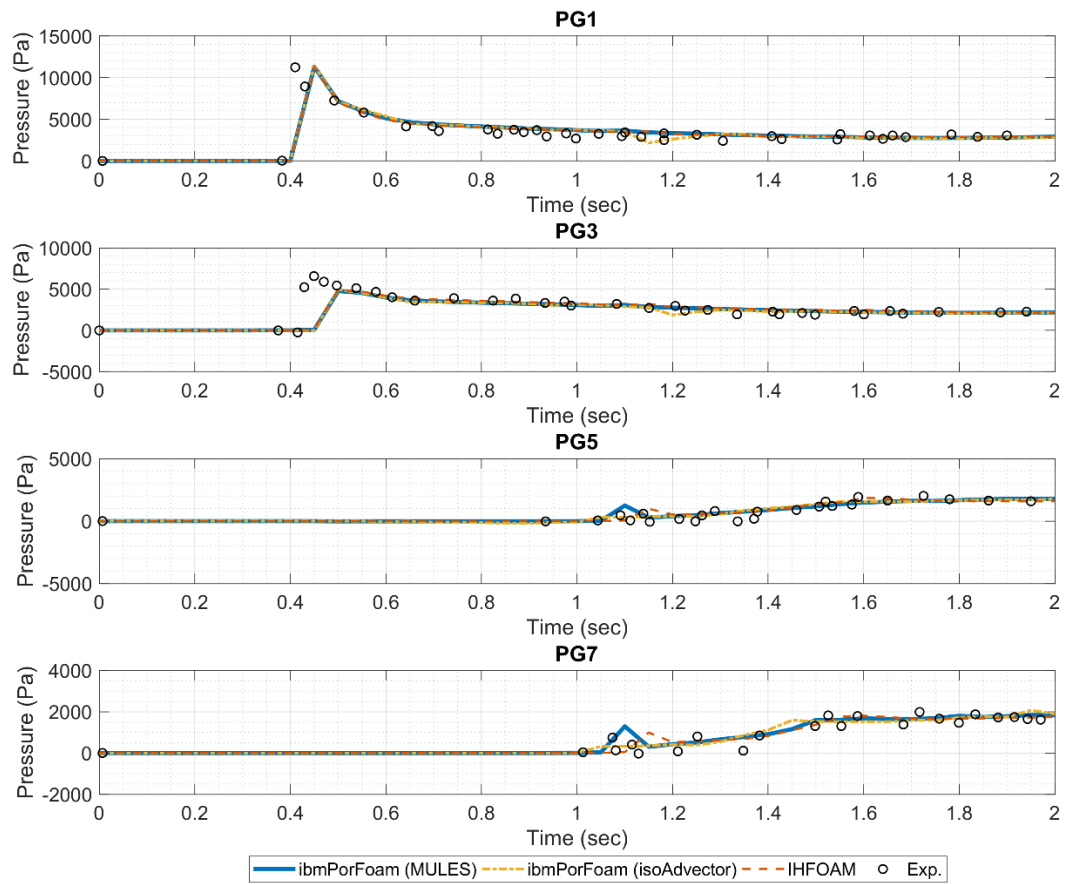 PG1
15000
10000
5000
0
Pressure (Pa)
0 0.2 0.4 0.6 0.8 1 1.2 1.4 1.6 1.8 2
Time (sec)
PG3
10000
5000
0
-5000
Pressure (Pa)
0 0.2 0.4 0.6 0.8 1 1.2 1.4 1.6 1.8 2
Time (sec)
PG5
5000
0
-5000
Pressure (Pa)
0 0.2 0.4 0.6 0.8 1 1.2 1.4 1.6 1.8 2
Time (sec)
PG7
4000
2000
0
-2000
Pressure (Pa)
0 0.2 0.4 0.6 0.8 1 1.2 1.4 1.6 1.8 2
Time (sec)
ibmPorFoam (MULES) ibmPorFoam (isoAdvector) IHFOAM Exp.